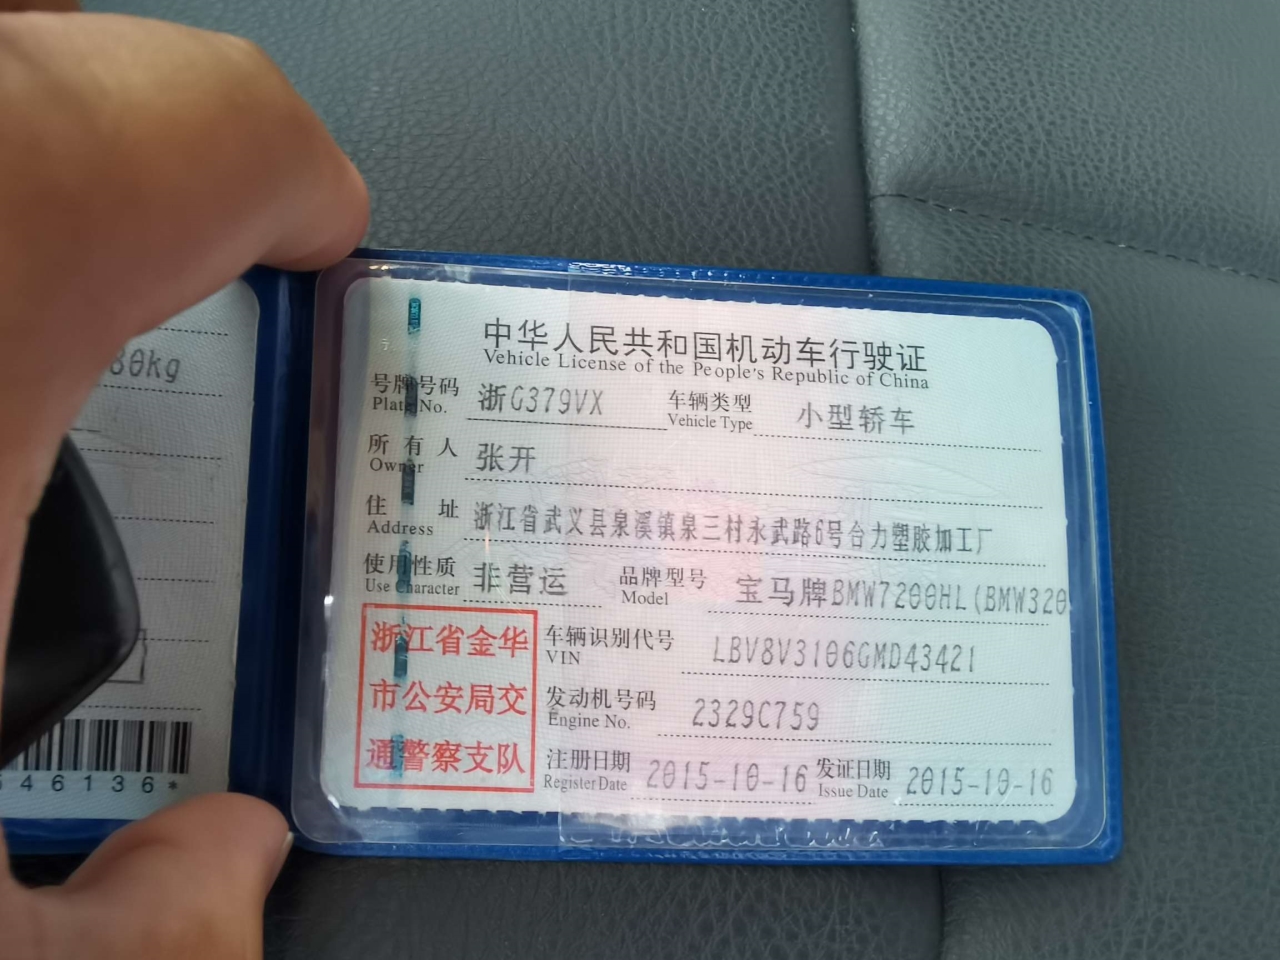 80kg
46136*
中华人民共和国机动车行驶证
Vehicle License of the People's Republic of China
号牌号码 浙G379VX 车辆类型 小型轿车
Plate No. Vehicle Type
所有人 张开
Owner
住址 浙江省武义县泉溪镇泉三村永武路6号合力塑胶加工厂
Address
使用性质 非营运 品牌型号 宝马牌BMW7200HL(BMW320
Use Character Model
浙江省金华
市公安局交
通警察支队
车辆识别代号 LBV8V3106GMD43421
VIN
发动机号码 2329C759
Engine No.
注册日期 2015-10-16 发证日期 2015-10-16
Register Date Issue Date